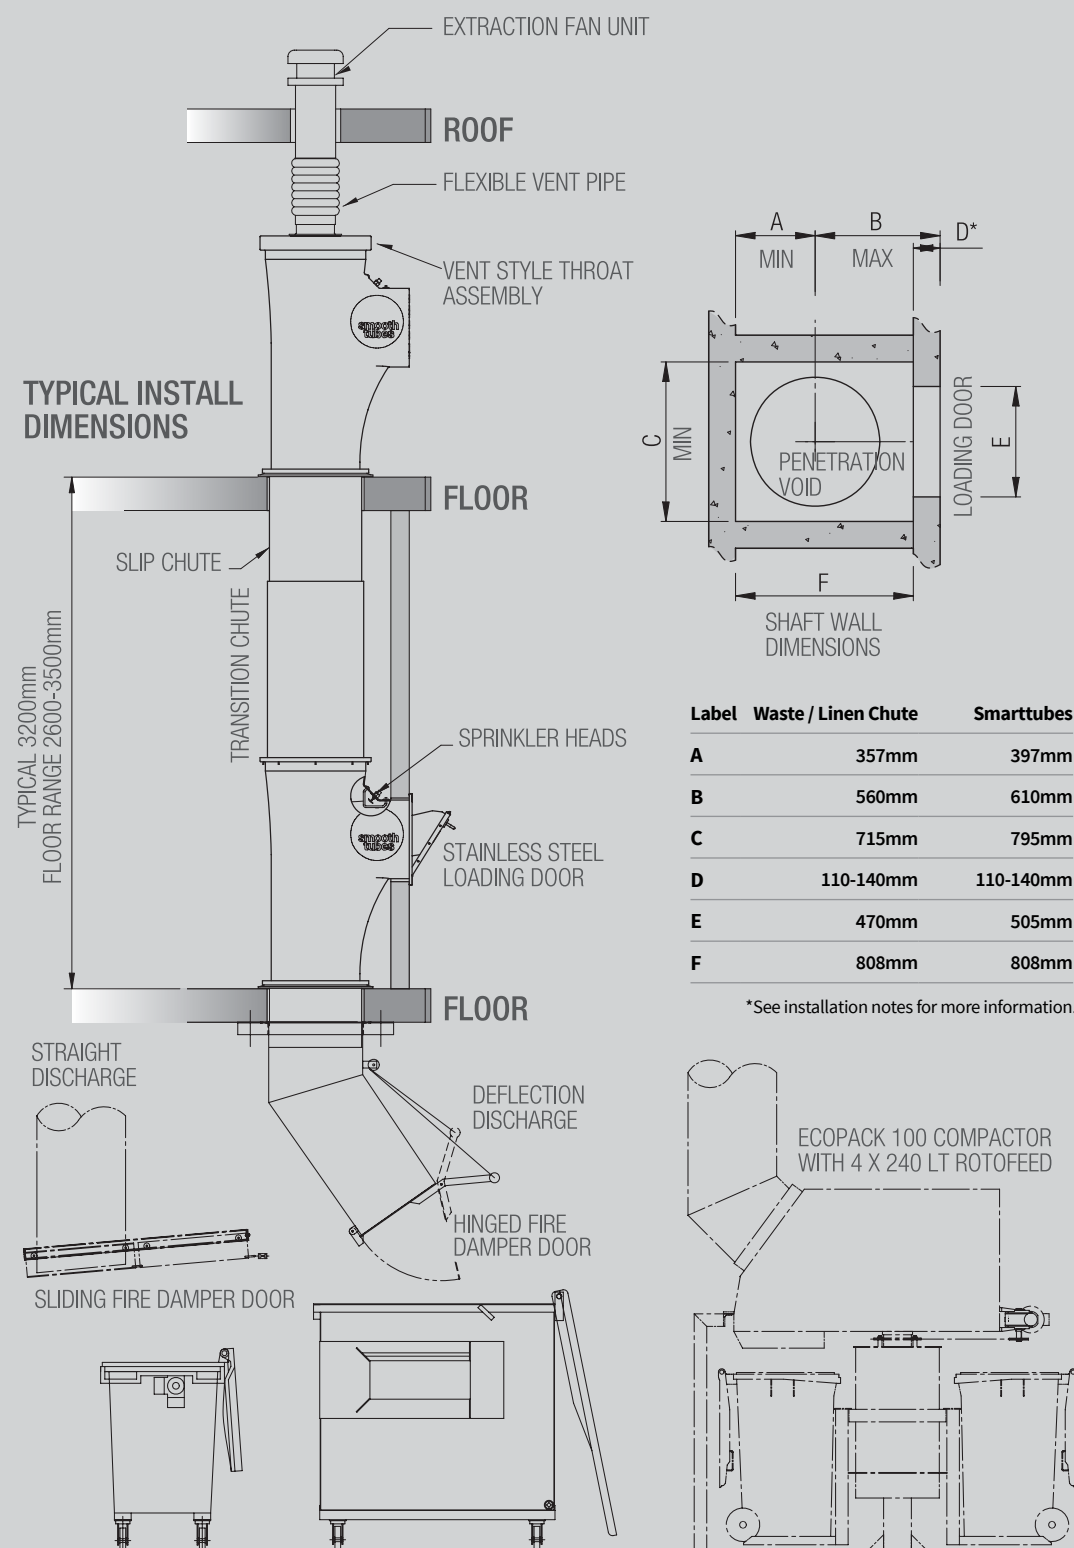 EXTRACTION FAN UNIT
ROOF
FLEXIBLE VENT PIPE
VENT STYLE THROAT
ASSEMBLY
smooth
tubes
TYPICAL INSTALL
DIMENSIONS
FLOOR
SLIP CHUTE
TRANSITION CHUTE
TYPICAL 3200mm
FLOOR RANGE 2600-3500mm
SPRINKLER HEADS
smooth
tubes
STAINLESS STEEL
LOADING DOOR
FLOOR
STRAIGHT
DISCHARGE
DEFLECTION
DISCHARGE
HINGED FIRE
DAMPER DOOR
SLIDING FIRE DAMPER DOOR
A
B
D*
MIN
MAX
C
MIN
PENETRATION
VOID
LOADING DOOR
E
F
SHAFT WALL
DIMENSIONS
Label Waste / Linen Chute Smarttubes
A 357mm 397mm
B 560mm 610mm
C 715mm 795mm
D 110-140mm 110-140mm
E 470mm 505mm
F 808mm 808mm
*See installation notes for more information.
ECOPACK 100 COMPACTOR
WITH 4 X 240 LT ROTOFEED